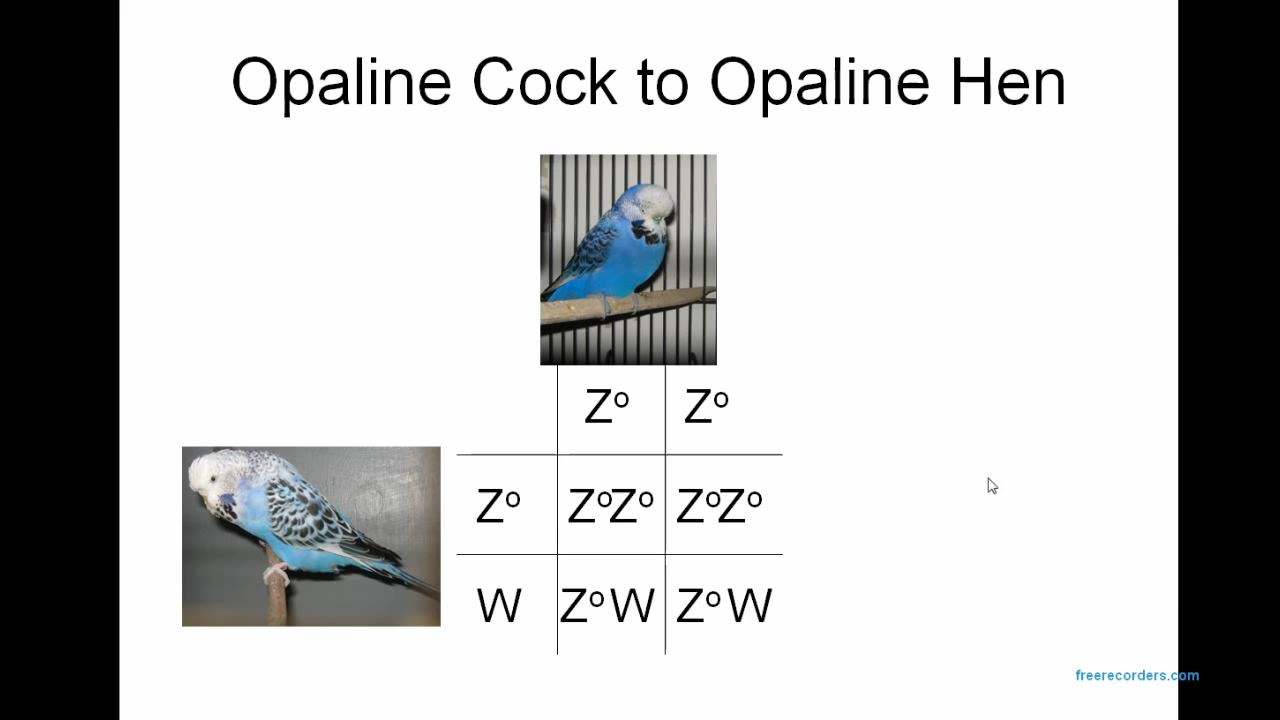 Opaline Cock to Opaline Hen
Zᵒ Zᵒ
Zᵒ ZᵒZᵒ ZᵒZᵒ
W ZᵒW ZᵒW
freerecorders.com